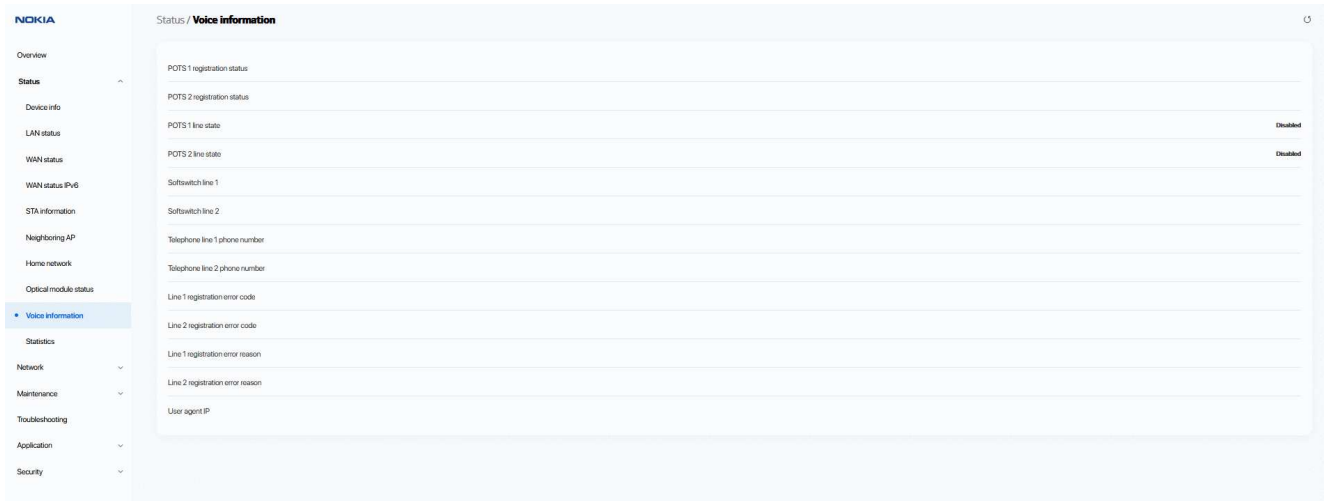 NOKIA
Status / Voice information
Overview
Status
Device info
LAN status
WAN status
WAN status IPv6
STA information
Neighboring AP
Home network
Optical module status
Voice information
Statistics
Network
Maintenance
Troubleshooting
Application
Security
POTS 1 registration status
POTS 2 registration status
POTS 1 line state Disabled
POTS 2 line state Disabled
Softswitch line 1
Softswitch line 2
Telephone line 1 phone number
Telephone line 2 phone number
Line 1 registration error code
Line 2 registration error code
Line 1 registration error reason
Line 2 registration error reason
User agent IP